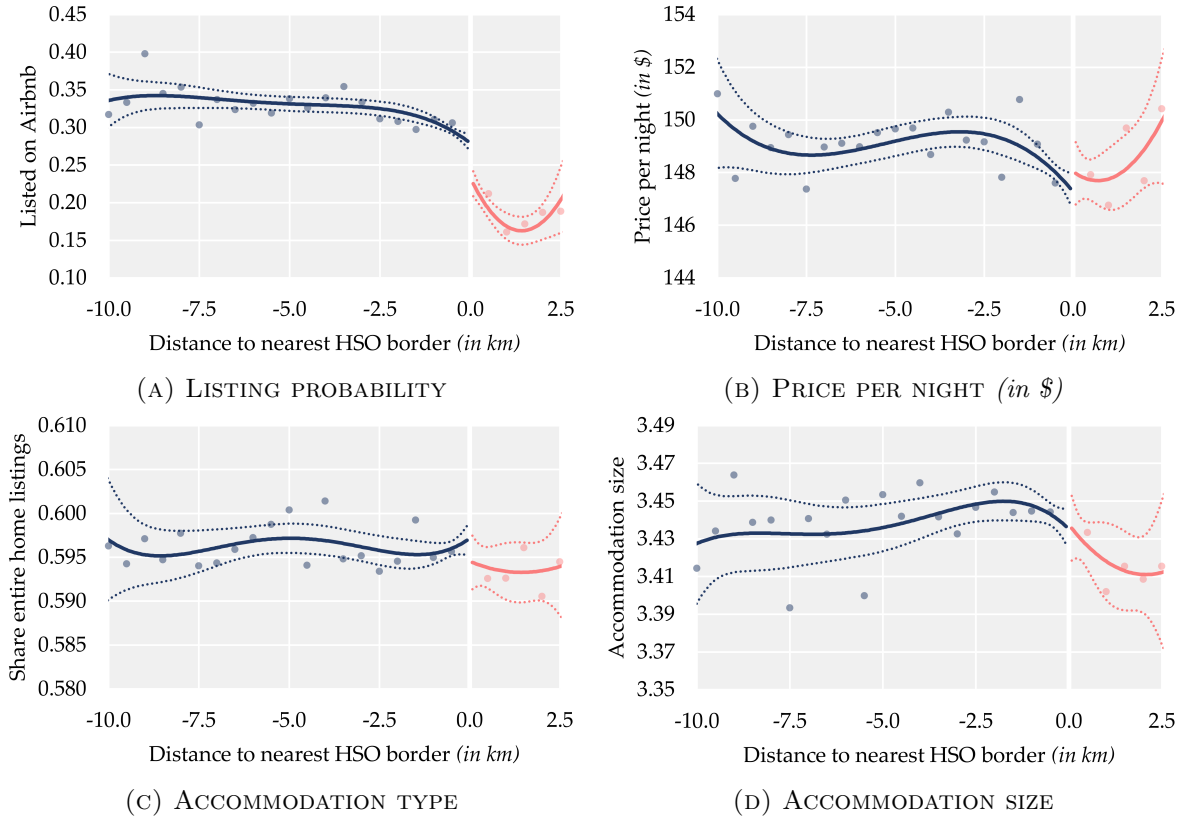 Listed on Airbnb
0.45
0.40
0.35
0.30
0.25
0.20
0.15
0.10
-10.0 -7.5 -5.0 -2.5 0.0 2.5
Distance to nearest HSO border (in km)
(A) Listing probability
Price per night (in $)
154
152
150
148
146
144
-10.0 -7.5 -5.0 -2.5 0.0 2.5
Distance to nearest HSO border (in km)
(B) Price per night (in $)
Share entire home listings
0.610
0.605
0.600
0.595
0.590
0.585
0.580
-10.0 -7.5 -5.0 -2.5 0.0 2.5
Distance to nearest HSO border (in km)
(C) Accommodation type
Accommodation size
3.49
3.47
3.45
3.43
3.41
3.39
3.37
3.35
-10.0 -7.5 -5.0 -2.5 0.0 2.5
Distance to nearest HSO border (in km)
(D) Accommodation size